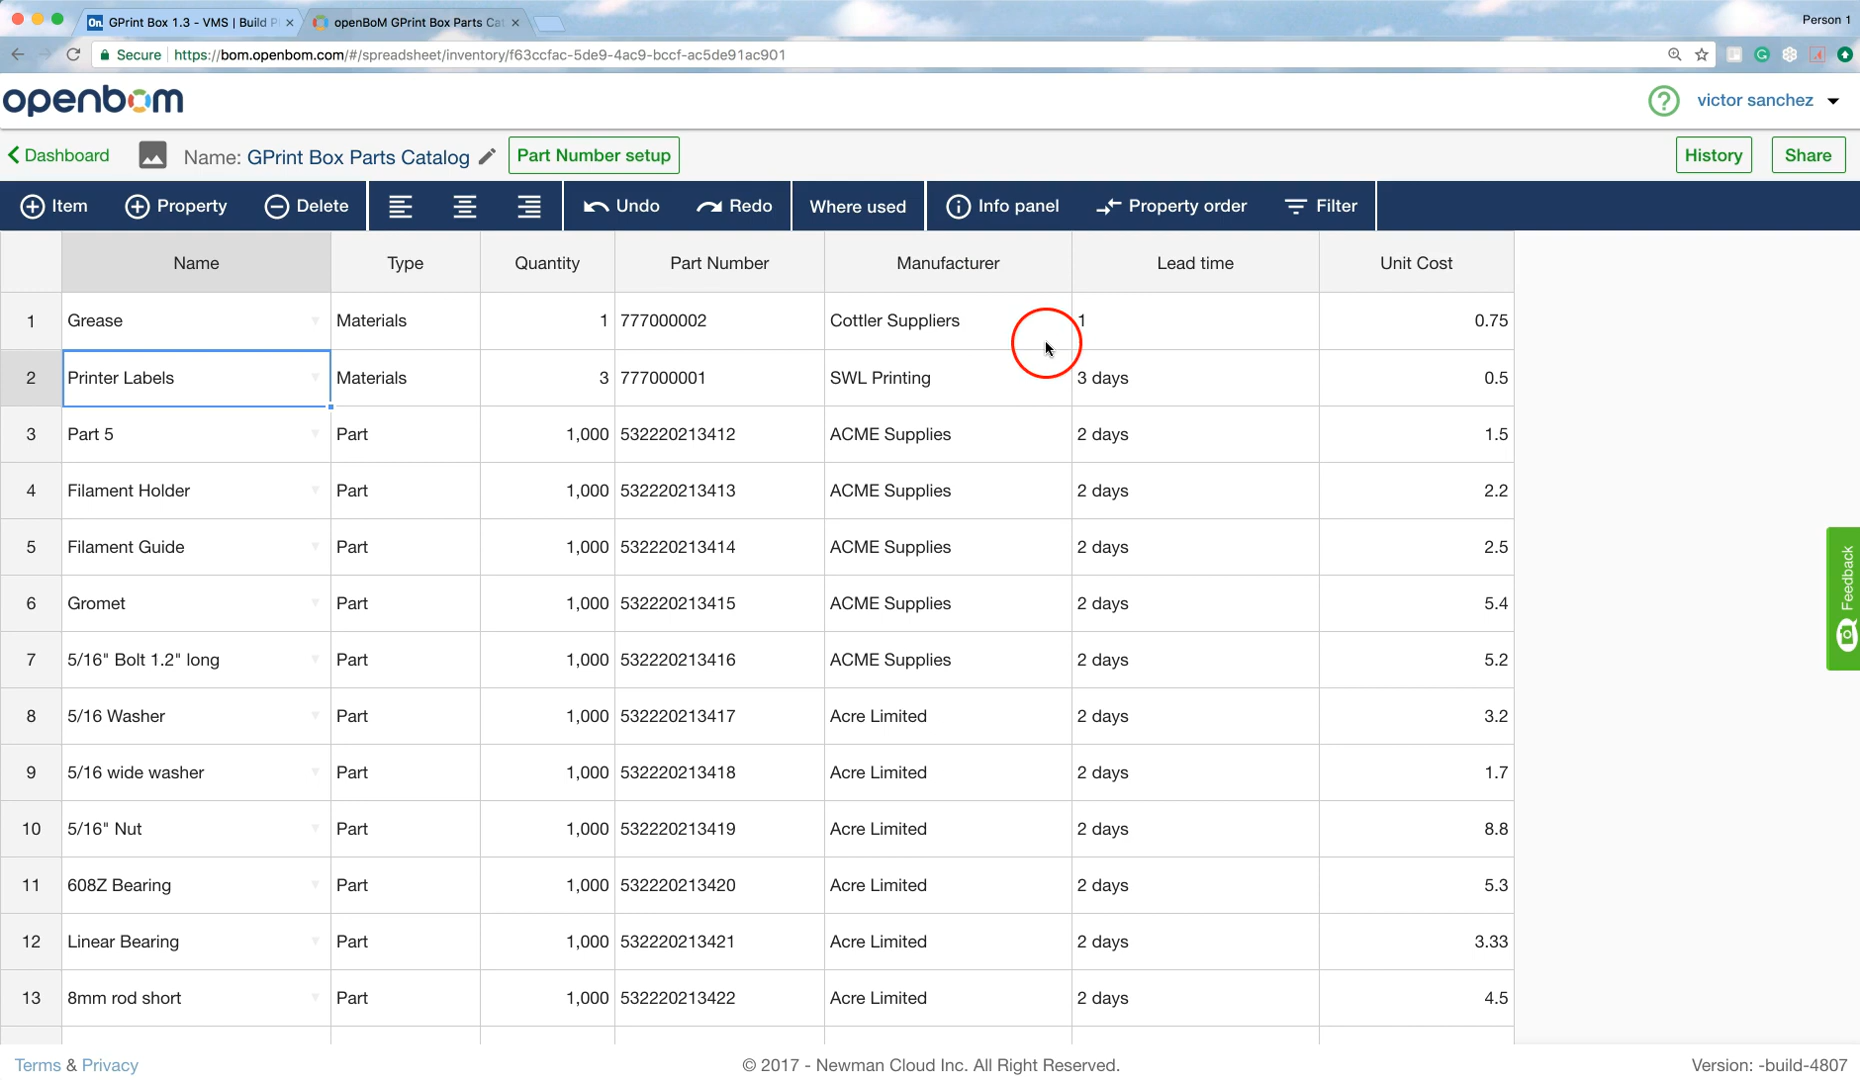 GPrint Box 1.3 - VMS | Build P
openBoM GPrint Box Parts Cat
Person 1
Secure https://bom.openbom.com/#/spreadsheet/inventory/f63ccfac-5de9-4ac9-bccf-ac5de91ac901
openbom
? victor sanchez
Dashboard Name: GPrint Box Parts Catalog Part Number setup History Share
Item Property Delete Undo Redo Where used Info panel Property order Filter
Name Type Quantity Part Number Manufacturer Lead time Unit Cost
1 Grease Materials 1 777000002 Cottler Suppliers 1 0.75
2 Printer Labels Materials 3 777000001 SWL Printing 3 days 0.5
3 Part 5 Part 1,000 532220213412 ACME Supplies 2 days 1.5
4 Filament Holder Part 1,000 532220213413 ACME Supplies 2 days 2.2
5 Filament Guide Part 1,000 532220213414 ACME Supplies 2 days 2.5
6 Gromet Part 1,000 532220213415 ACME Supplies 2 days 5.4
7 5/16" Bolt 1.2" long Part 1,000 532220213416 ACME Supplies 2 days 5.2
8 5/16 Washer Part 1,000 532220213417 Acre Limited 2 days 3.2
9 5/16 wide washer Part 1,000 532220213418 Acre Limited 2 days 1.7
10 5/16" Nut Part 1,000 532220213419 Acre Limited 2 days 8.8
11 608Z Bearing Part 1,000 532220213420 Acre Limited 2 days 5.3
12 Linear Bearing Part 1,000 532220213421 Acre Limited 2 days 3.33
13 8mm rod short Part 1,000 532220213422 Acre Limited 2 days 4.5
Feedback
Terms & Privacy © 2017 - Newman Cloud Inc. All Right Reserved. Version: -build-4807